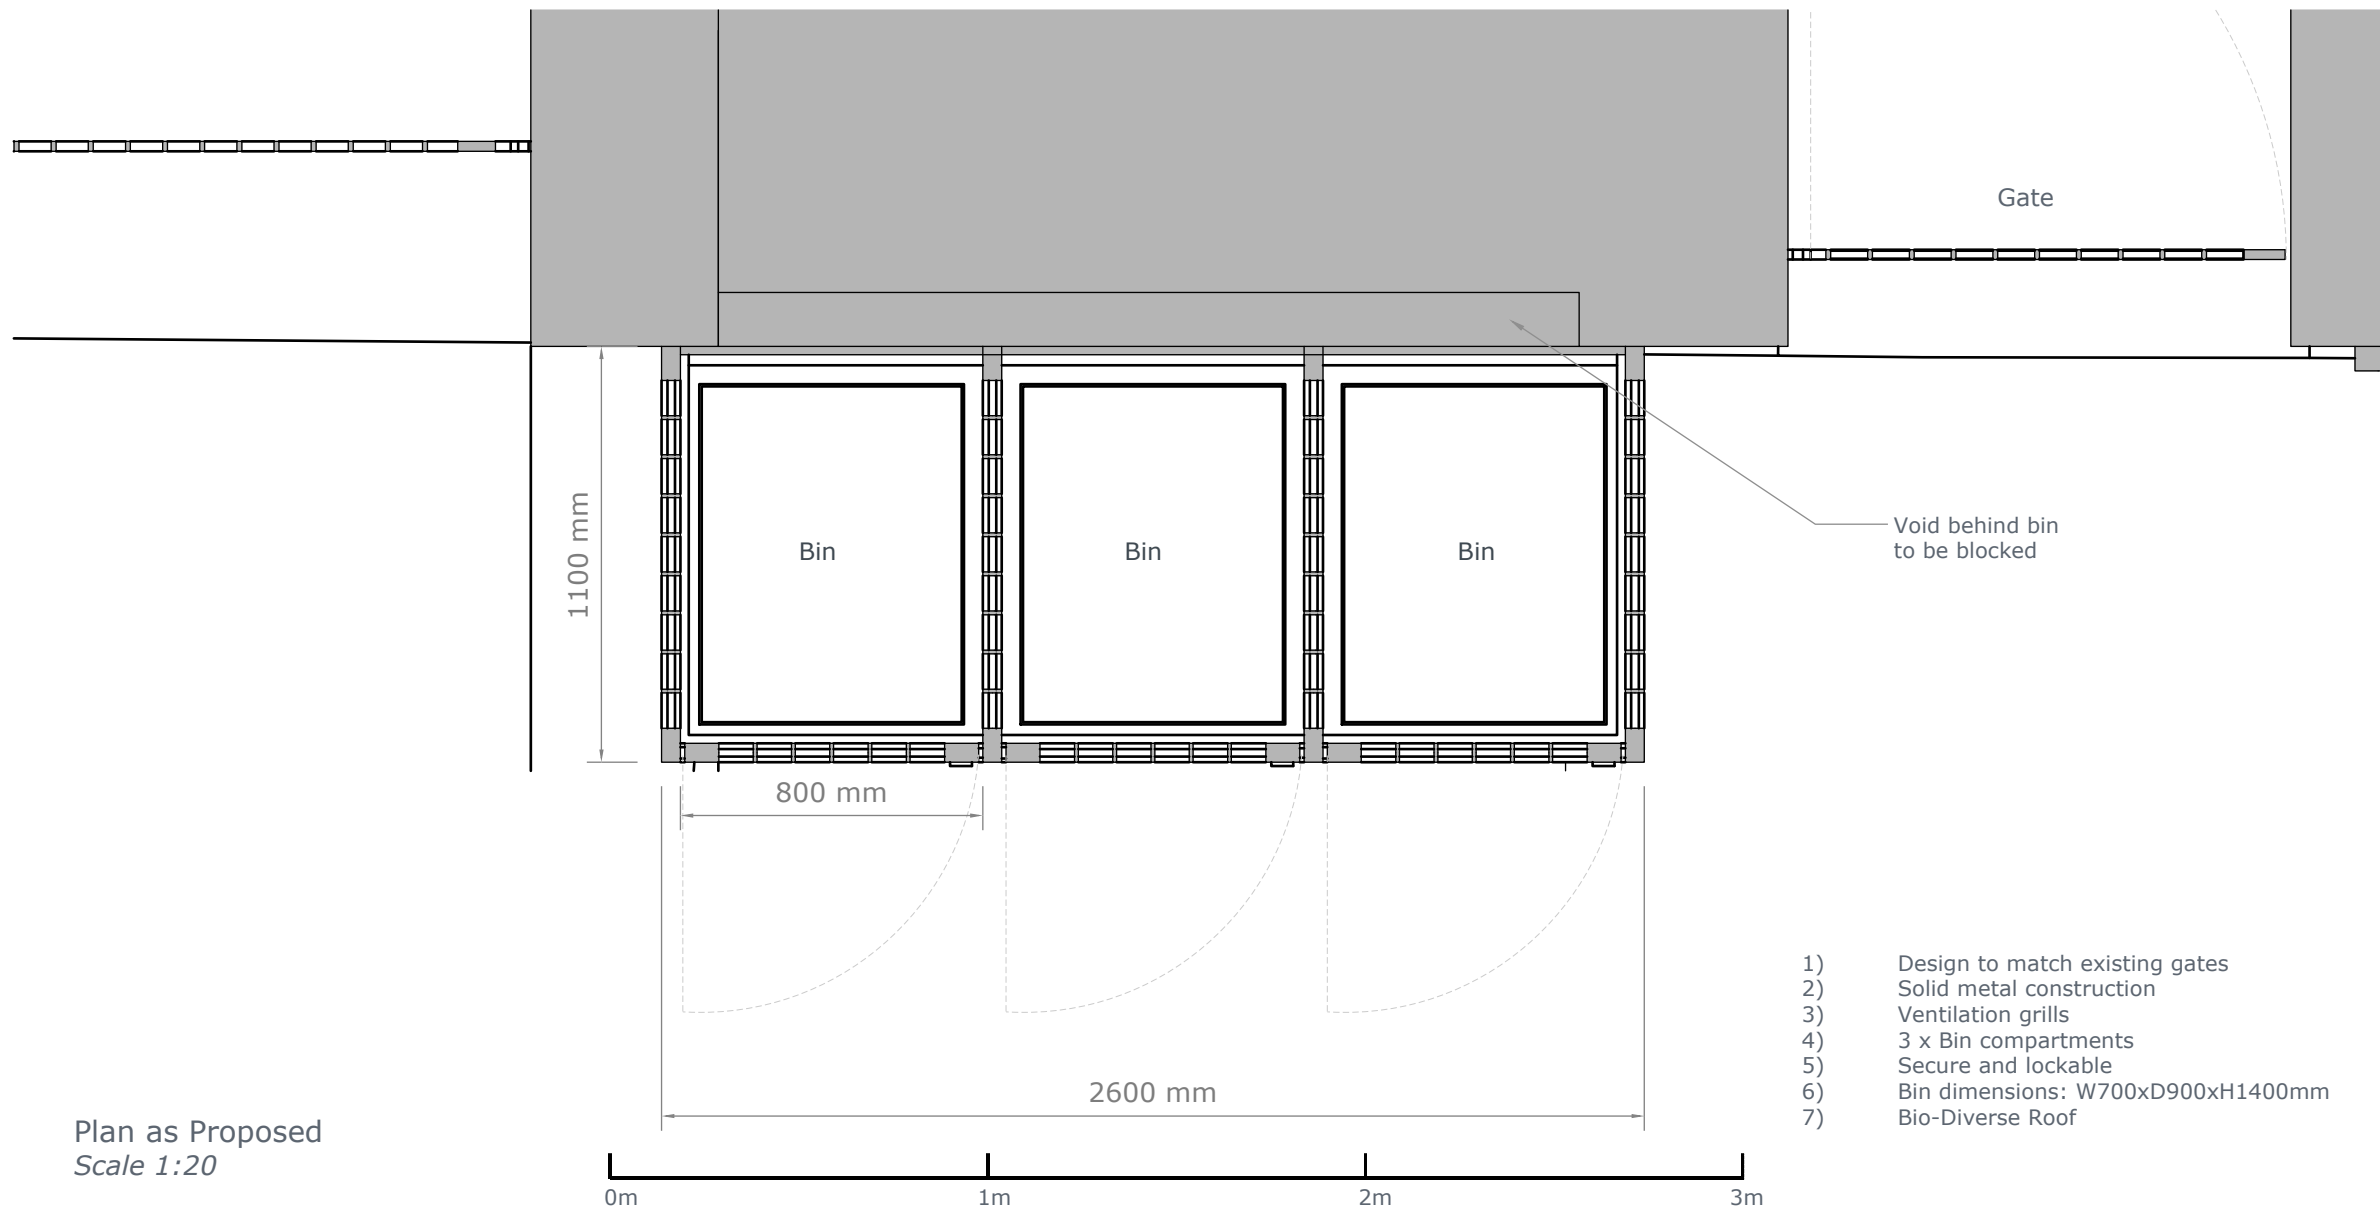 Gate
Void behind bin
to be blocked
1100 mm
Bin
Bin
Bin
800 mm
2600 mm
1) Design to match existing gates
2) Solid metal construction
3) Ventilation grills
4) 3 x Bin compartments
5) Secure and lockable
6) Bin dimensions: W700xD900xH1400mm
7) Bio-Diverse Roof
Plan as Proposed
Scale 1:20
0m
1m
2m
3m